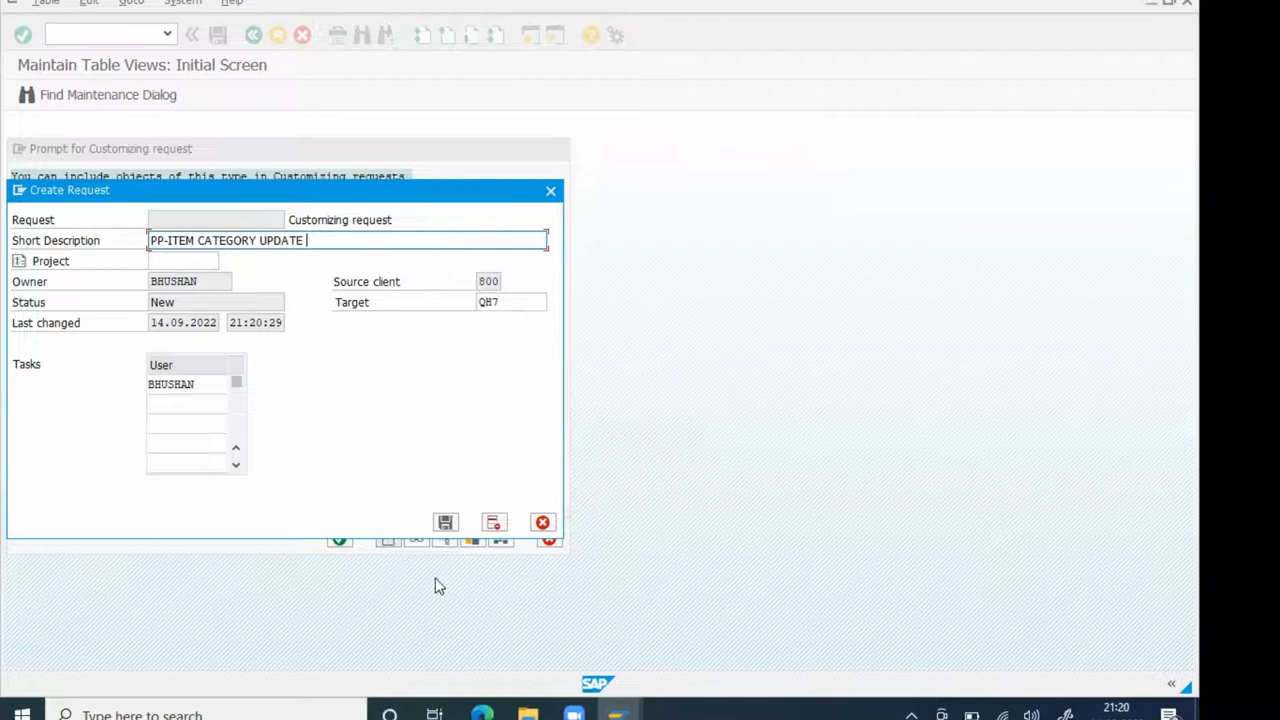 Table Edit Goto System Help
Maintain Table Views: Initial Screen
Find Maintenance Dialog
Prompt for Customizing request
You can include objects of this type in Customizing requests
Create Request
Request Customizing request
Short Description PP-ITEM CATEGORY UPDATE
Project
Owner BHUSHAN Source client 800
Status New Target QH7
Last changed 14.09.2022 21:20:29
Tasks User
BHUSHAN
SAP
Type here to search
21:20